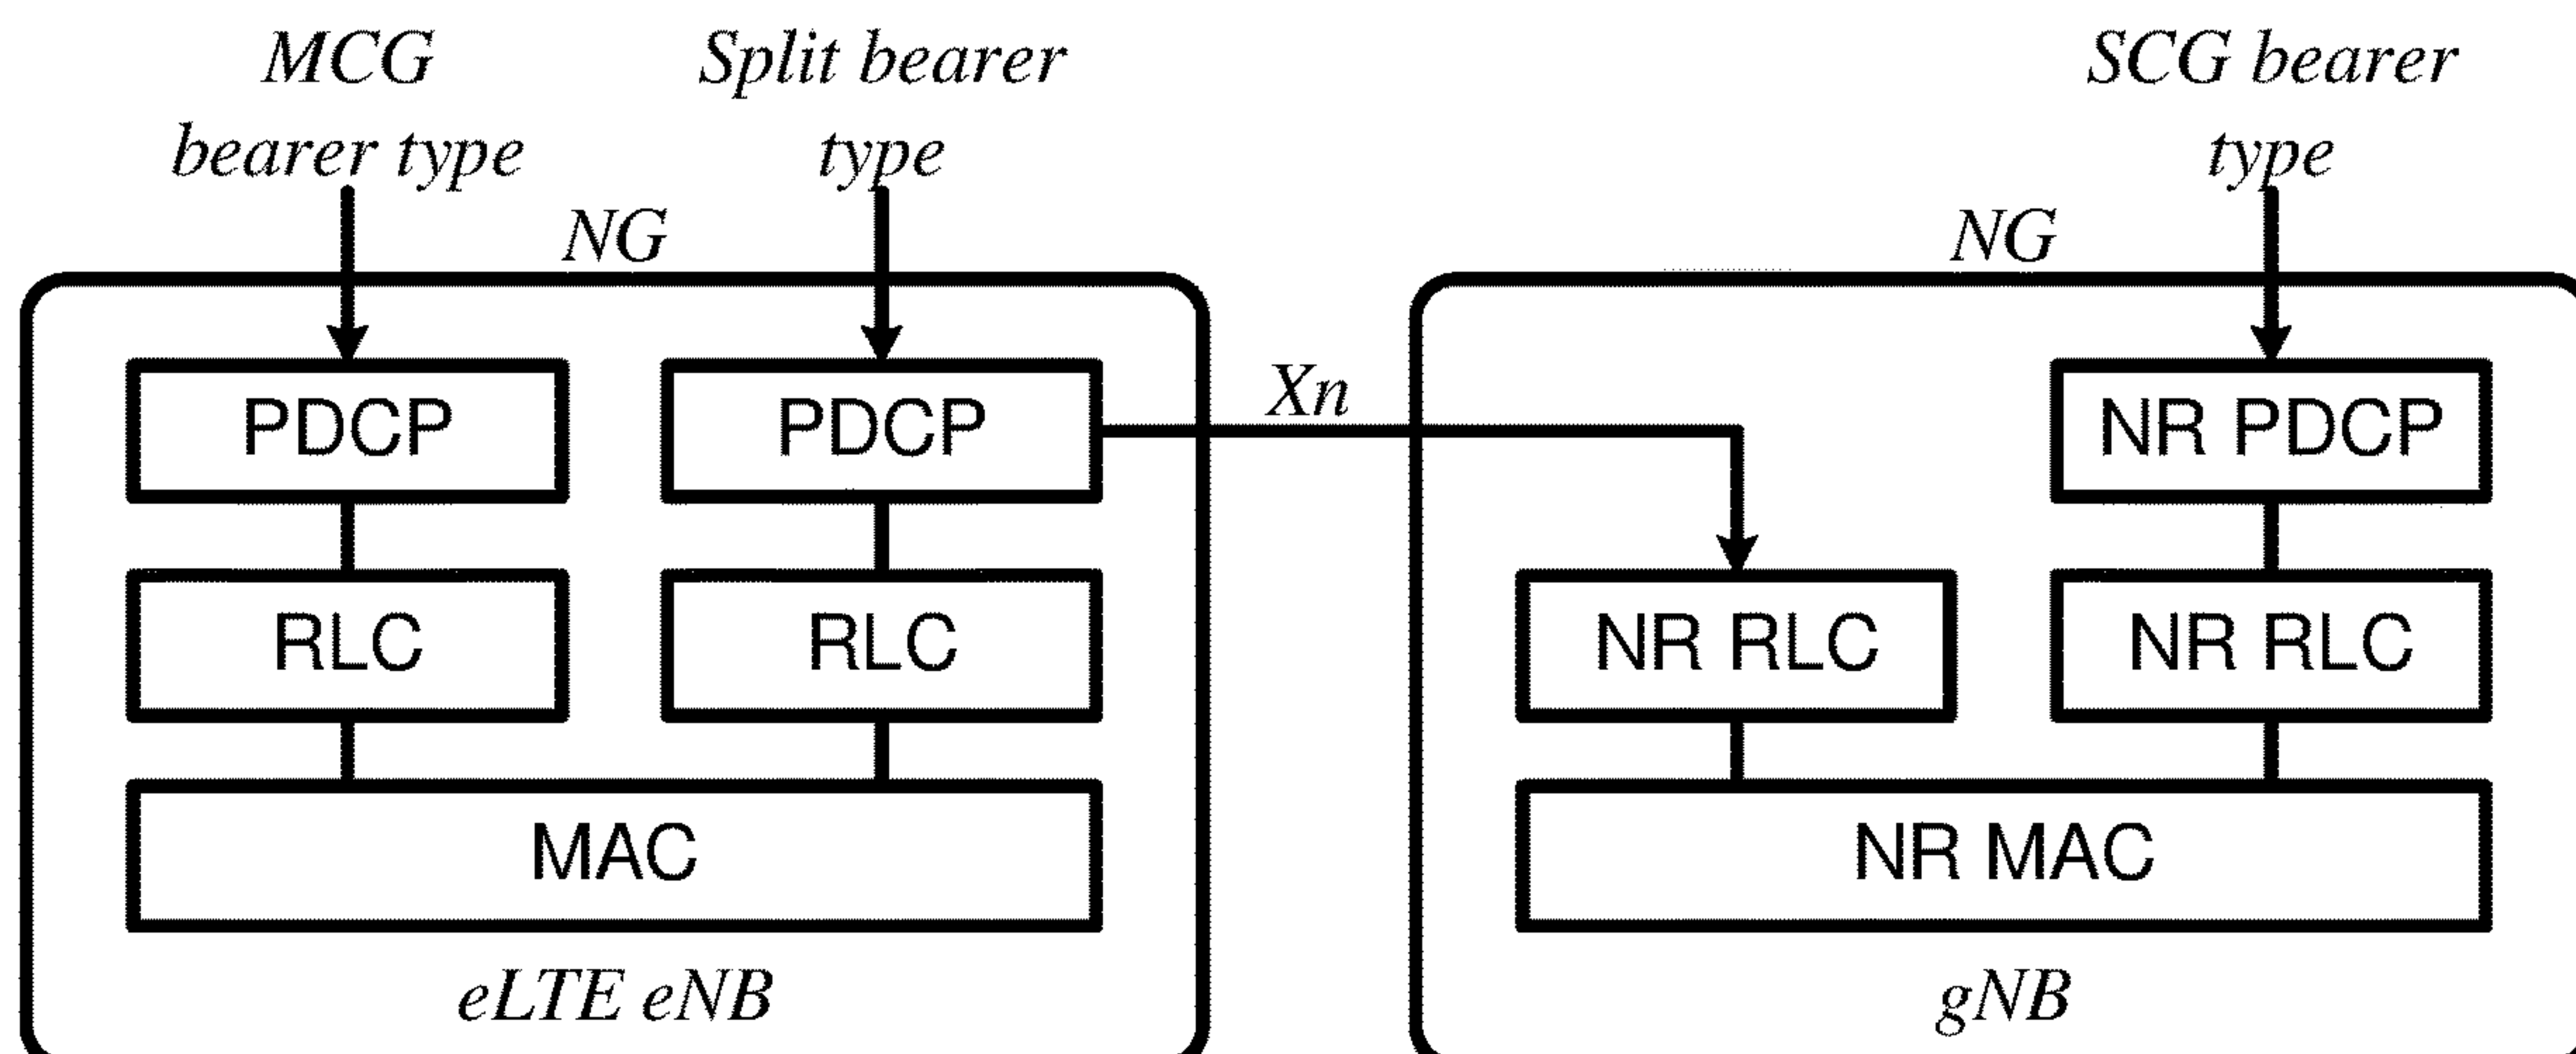 MCG
bearer type
Split bearer
type
SCG bearer
type
NG
NG
Xn
PDCP
PDCP
NR PDCP
RLC
RLC
NR RLC
NR RLC
MAC
NR MAC
eLTE eNB
gNB